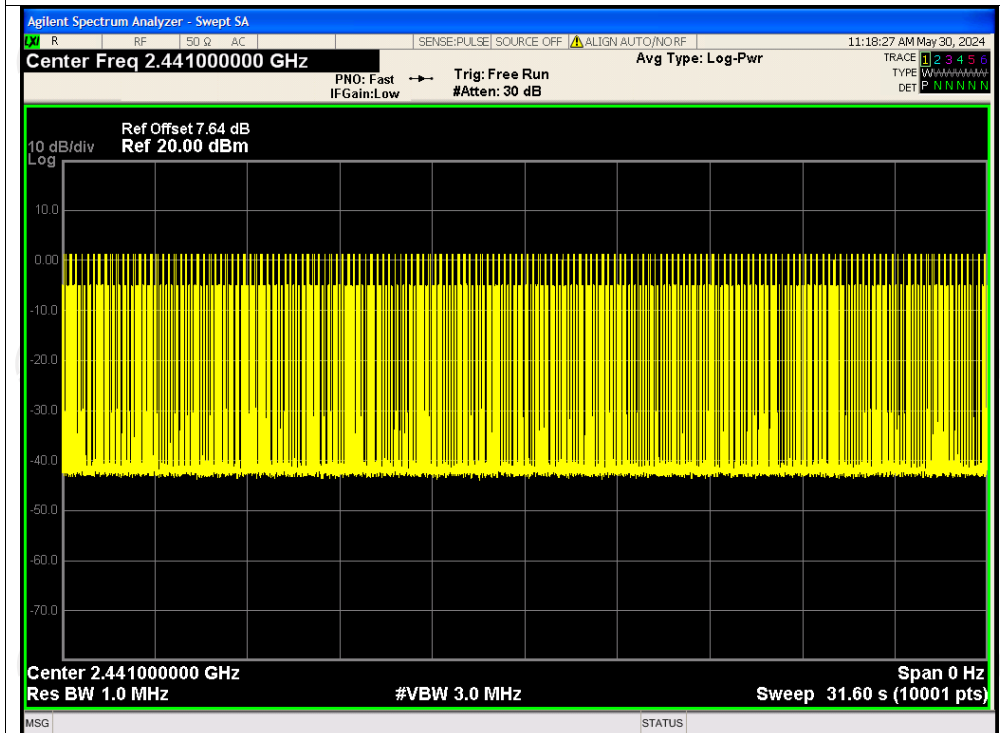 Agilent Spectrum Analyzer - Swept SA
LXI R RF 50 Ω AC SENSE:PULSE SOURCE OFF ALIGN AUTO/NO RF 11:18:27 AM May 30, 2024
Center Freq 2.441000000 GHz
Avg Type: Log-Pwr
TRACE 1 2 3 4 5 6
PNO: Fast Trig: Free Run
TYPE WWWWWW
IFGain:Low #Atten: 30 dB
DET P N N N N N
Ref Offset 7.64 dB
10 dB/div Ref 20.00 dBm
Log
10.0
0.00
-10.0
-20.0
-30.0
-40.0
-50.0
-60.0
-70.0
Center 2.441000000 GHz Span 0 Hz
Res BW 1.0 MHz #VBW 3.0 MHz Sweep 31.60 s (10001 pts)
MSG STATUS